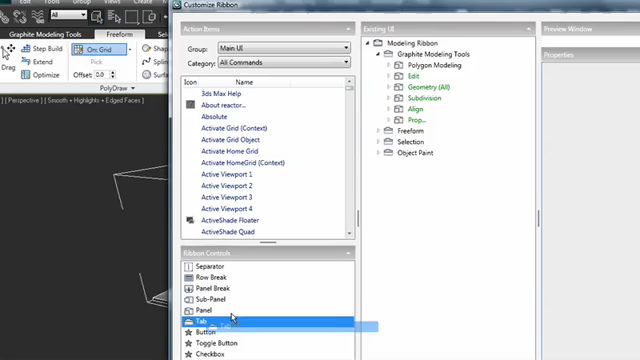 Edit Tools Group
Customize Ribbon
All
Graphite Modeling Tools Freeform
Step Build On: Grid
Drag Extend
Optimize Offset: 0.0
PolyDraw
] [ Perspective ] [ Smooth + Highlights + Edged Faces ]
Action Items
Group: Main UI
Category: All Commands
Icon Name
3ds Max Help
About reactor...
Absolute
Activate Grid (Context)
Activate Grid Object
Activate Home Grid
Activate HomeGrid (Context)
Active Viewport 1
Active Viewport 2
Active Viewport 3
Active Viewport 4
ActiveShade Floater
ActiveShade Quad
Ribbon Controls
Separator
Row Break
Panel Break
Sub-Panel
Panel
Tab
Tab
Button
Toggle Button
Checkbox
Existing UI
Modeling Ribbon
Graphite Modeling Tools
Polygon Modeling
Edit
Geometry (All)
Subdivision
Align
Prop...
Freeform
Selection
Object Paint
Preview Window
Properties